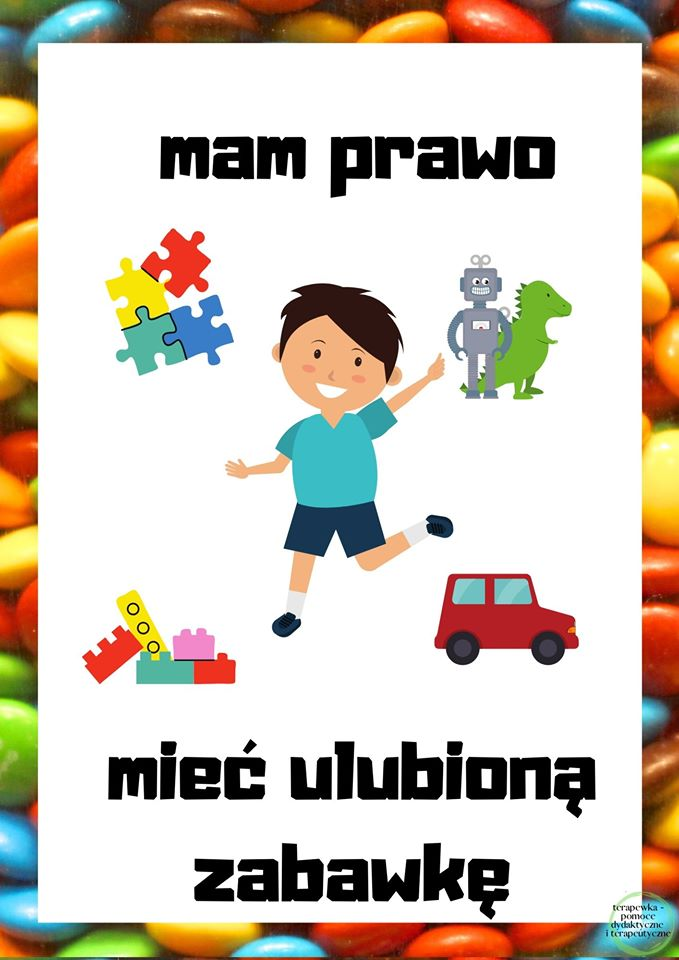 mam prawo
mieć ulubioną
zabawkę
terapewka -
pomoce
dydaktyczne
i terapeutyczne